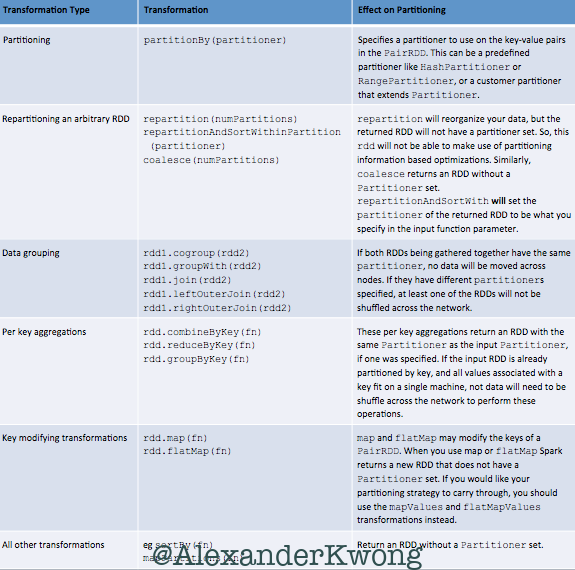 Transformation Type
Transformation
Effect on Partitioning
Partitioning
partitionBy(partitioner)
Specifies a partitioner to use on the key-value pairs
in the PairRDD. This can be a predefined
partitioner like HashPartitioner or
RangePartitioner, or a customer partitioner
that extends Partitioner.
Repartitioning an arbitrary RDD
repartition(numPartitions)
repartitionAndSortWithinPartition
(partitioner)
coalesce(numPartitions)
repartition will reorganize your data, but the
returned RDD will not have a partitioner set. So, this
rdd will not be able to make use of partitioning
information based optimizations. Similarly,
coalesce returns an RDD without a
Partitioner set.
repartitionAndSortWith will set the
partitioner of the returned RDD to be what you
specify in the input function parameter.
Data grouping
rdd1.cogroup(rdd2)
rdd1.groupWith(rdd2)
rdd1.join(rdd2)
rdd1.leftOuterJoin(rdd2)
rdd1.rightOuterJoin(rdd2)
If both RDDs being gathered together have the same
partitioner, no data will be moved across
nodes. If they have different partitioners
specified, at least one of the RDDs will not be
shuffled across the network.
Per key aggregations
rdd.combineByKey(fn)
rdd.reduceByKey(fn)
rdd.groupByKey(fn)
These per key aggregations return an RDD with the
same Partitioner as the input Partitioner,
if one was specified. If the input RDD is already
partitioned by key, and all values associated with a
key fit on a single machine, not data will need to be
shuffle across the network to perform these
operations.
Key modifying transformations
rdd.map(fn)
rdd.flatMap(fn)
map and flatMap may modify the keys of a
PairRDD. When you use map or flatMap Spark
returns a new RDD that does not have a
Partitioner set. If you would like your
partitioning strategy to carry through, you should
use the mapValues and flatMapValues
transformations instead.
All other transformations
eg sortBy(fn)
Return an RDD without a Partitioner set.
@AlexanderKwong